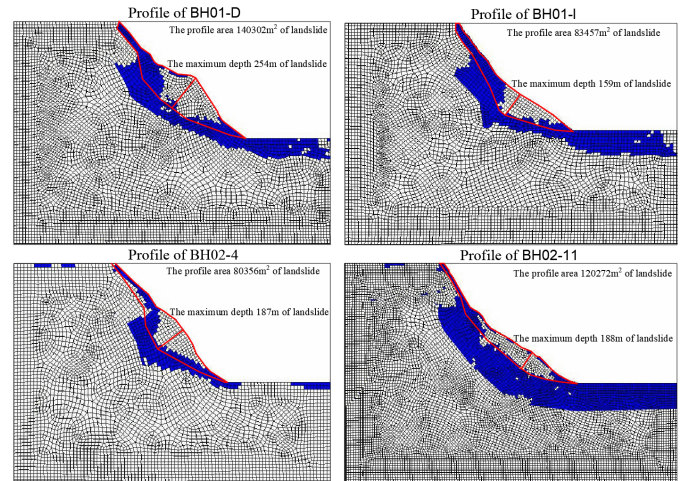 Profile of BH01-D
The profile area 140302m² of landslide
The maximum depth 254m of landslide
Profile of BH01-I
The profile area 83457m² of landslide
The maximum depth 159m of landslide
Profile of BH02-4
The profile area 80356m² of landslide
The maximum depth 187m of landslide
Profile of BH02-11
The profile area 120272m² of landslide
The maximum depth 188m of landslide